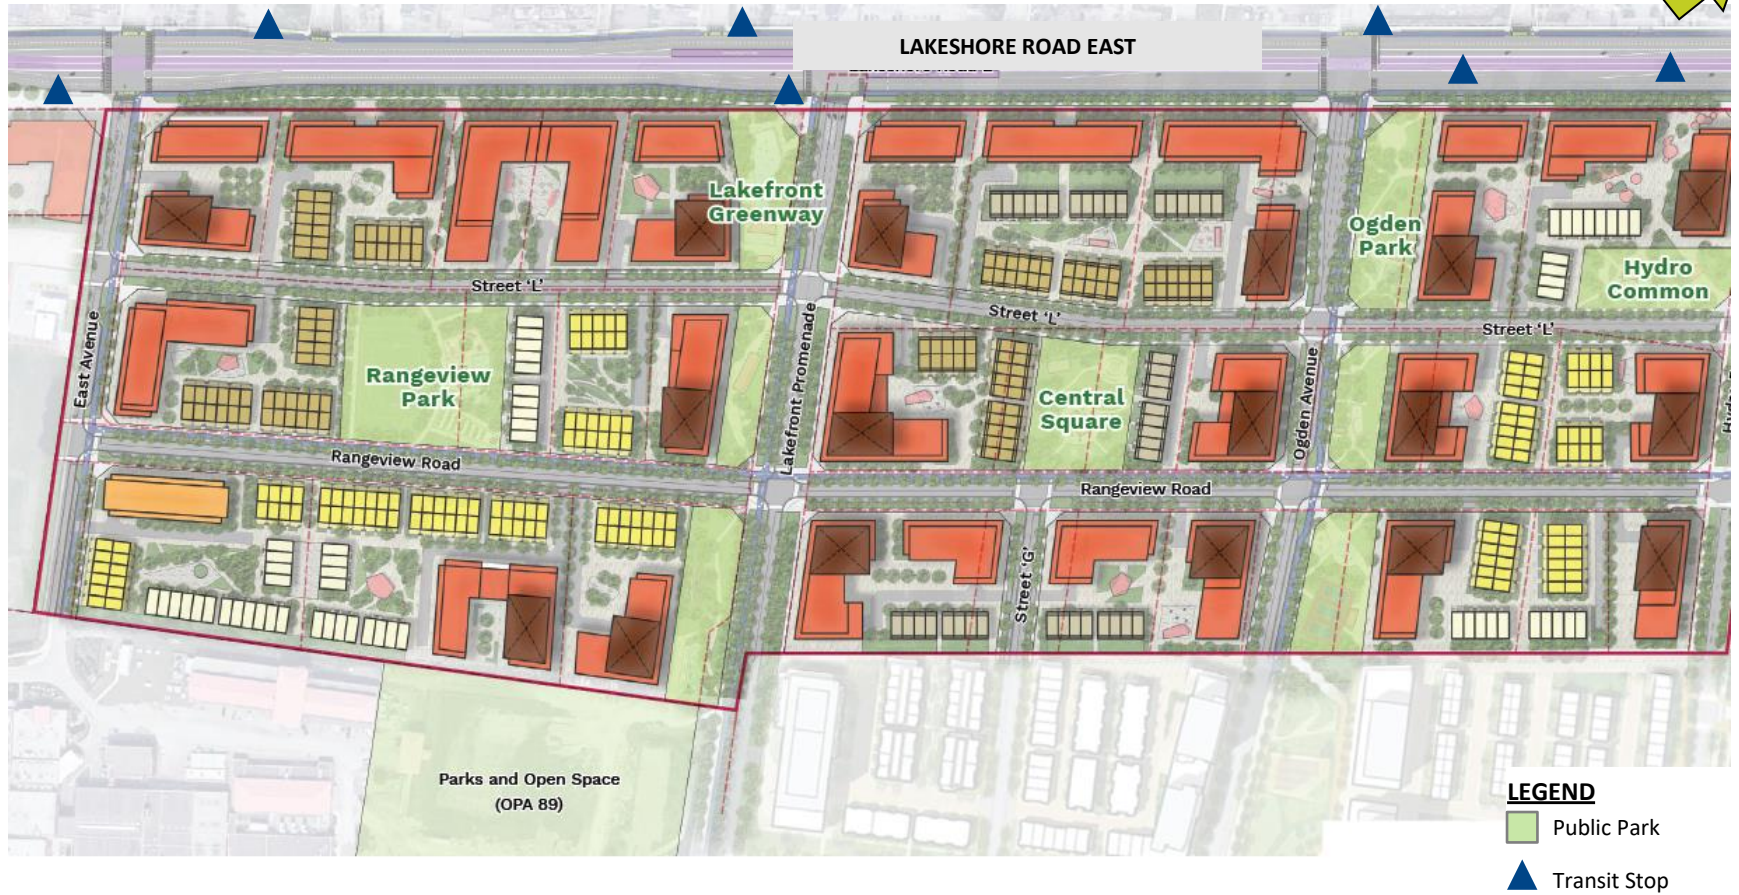 LAKESHORE ROAD EAST
Lakefront
Greenway
Ogden
Park
Hydro
Common
Street ‘L’
Street ‘L’
Street ‘L’
East Avenue
Rangeview
Park
Lakefront Promenade
Central
Square
Ogden Avenue
Rangeview Road
Rangeview Road
Street ‘G’
Parks and Open Space
(OPA 89)
LEGEND
Public Park
Transit Stop